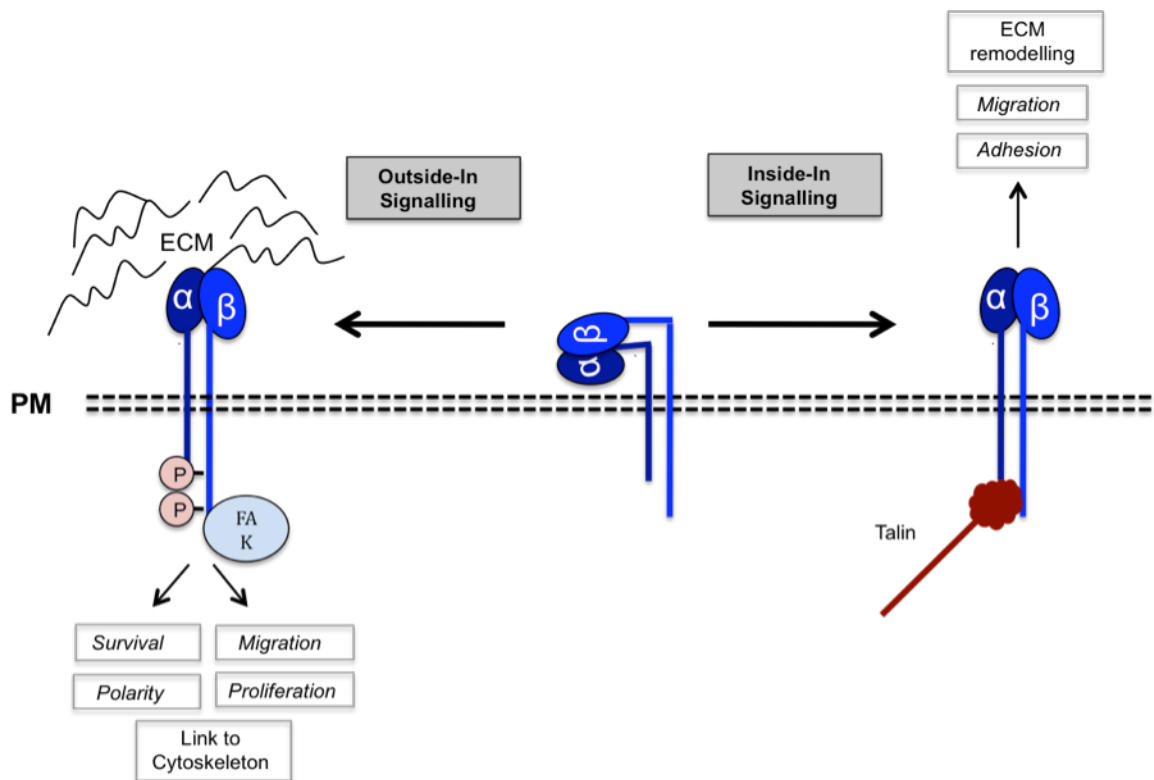 ECM
remodelling
Migration
Adhesion
Outside-In
Signalling
Inside-In
Signalling
ECM
α
β
β
α
α
β
PM
P
P
FA
K
Talin
Survival
Migration
Polarity
Proliferation
Link to
Cytoskeleton